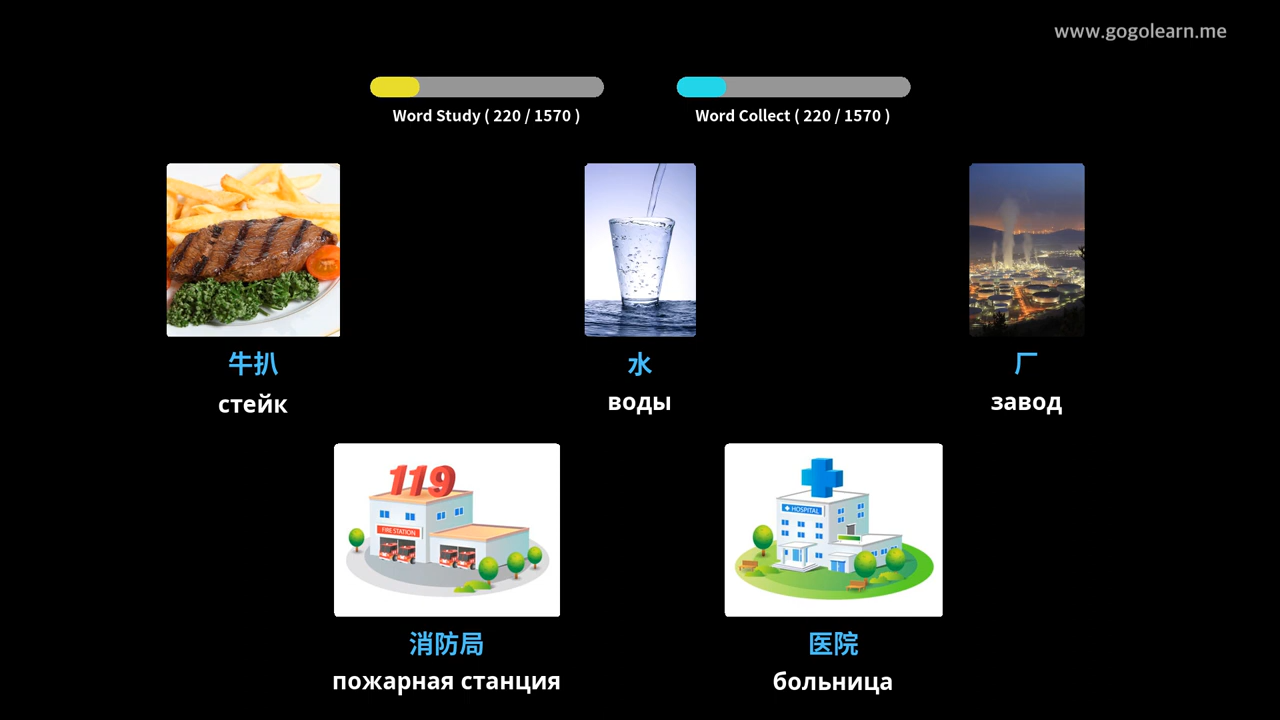 www.gogolearn.me
Word Study ( 220 / 1570 )
Word Collect ( 220 / 1570 )
牛扒
水
厂
стейк
воды
завод
119
FIRE STATION
HOSPITAL
消防局
医院
пожарная станция
больница